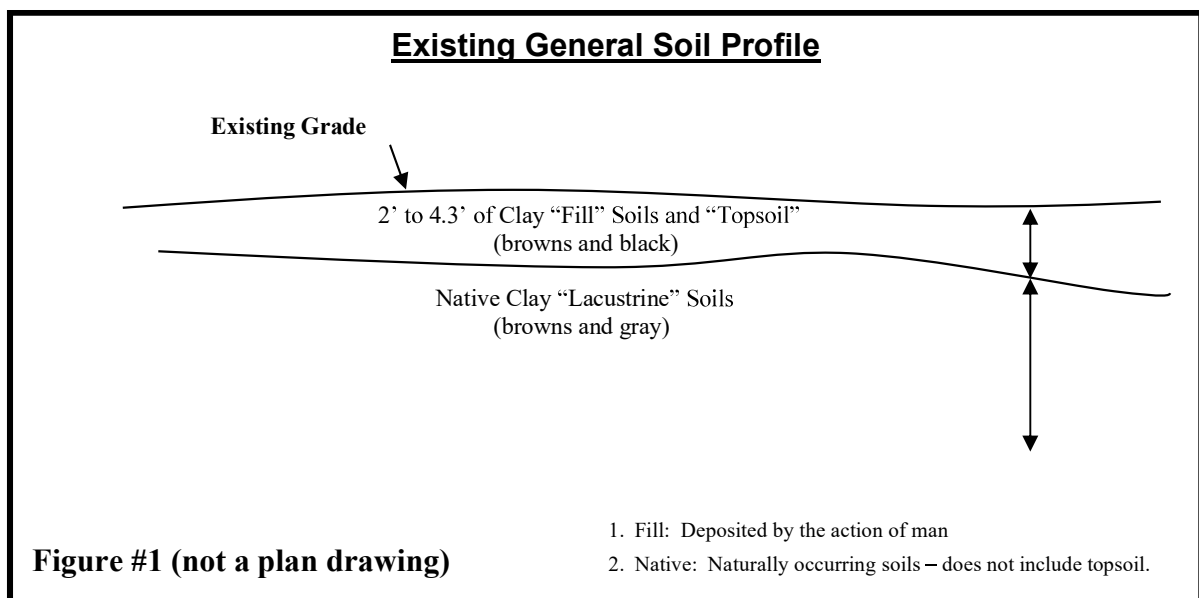 Existing General Soil Profile
Existing Grade
2’ to 4.3’ of Clay “Fill” Soils and “Topsoil”
(browns and black)
Native Clay “Lacustrine” Soils
(browns and gray)
1. Fill: Deposited by the action of man
2. Native: Naturally occurring soils – does not include topsoil.
Figure #1 (not a plan drawing)